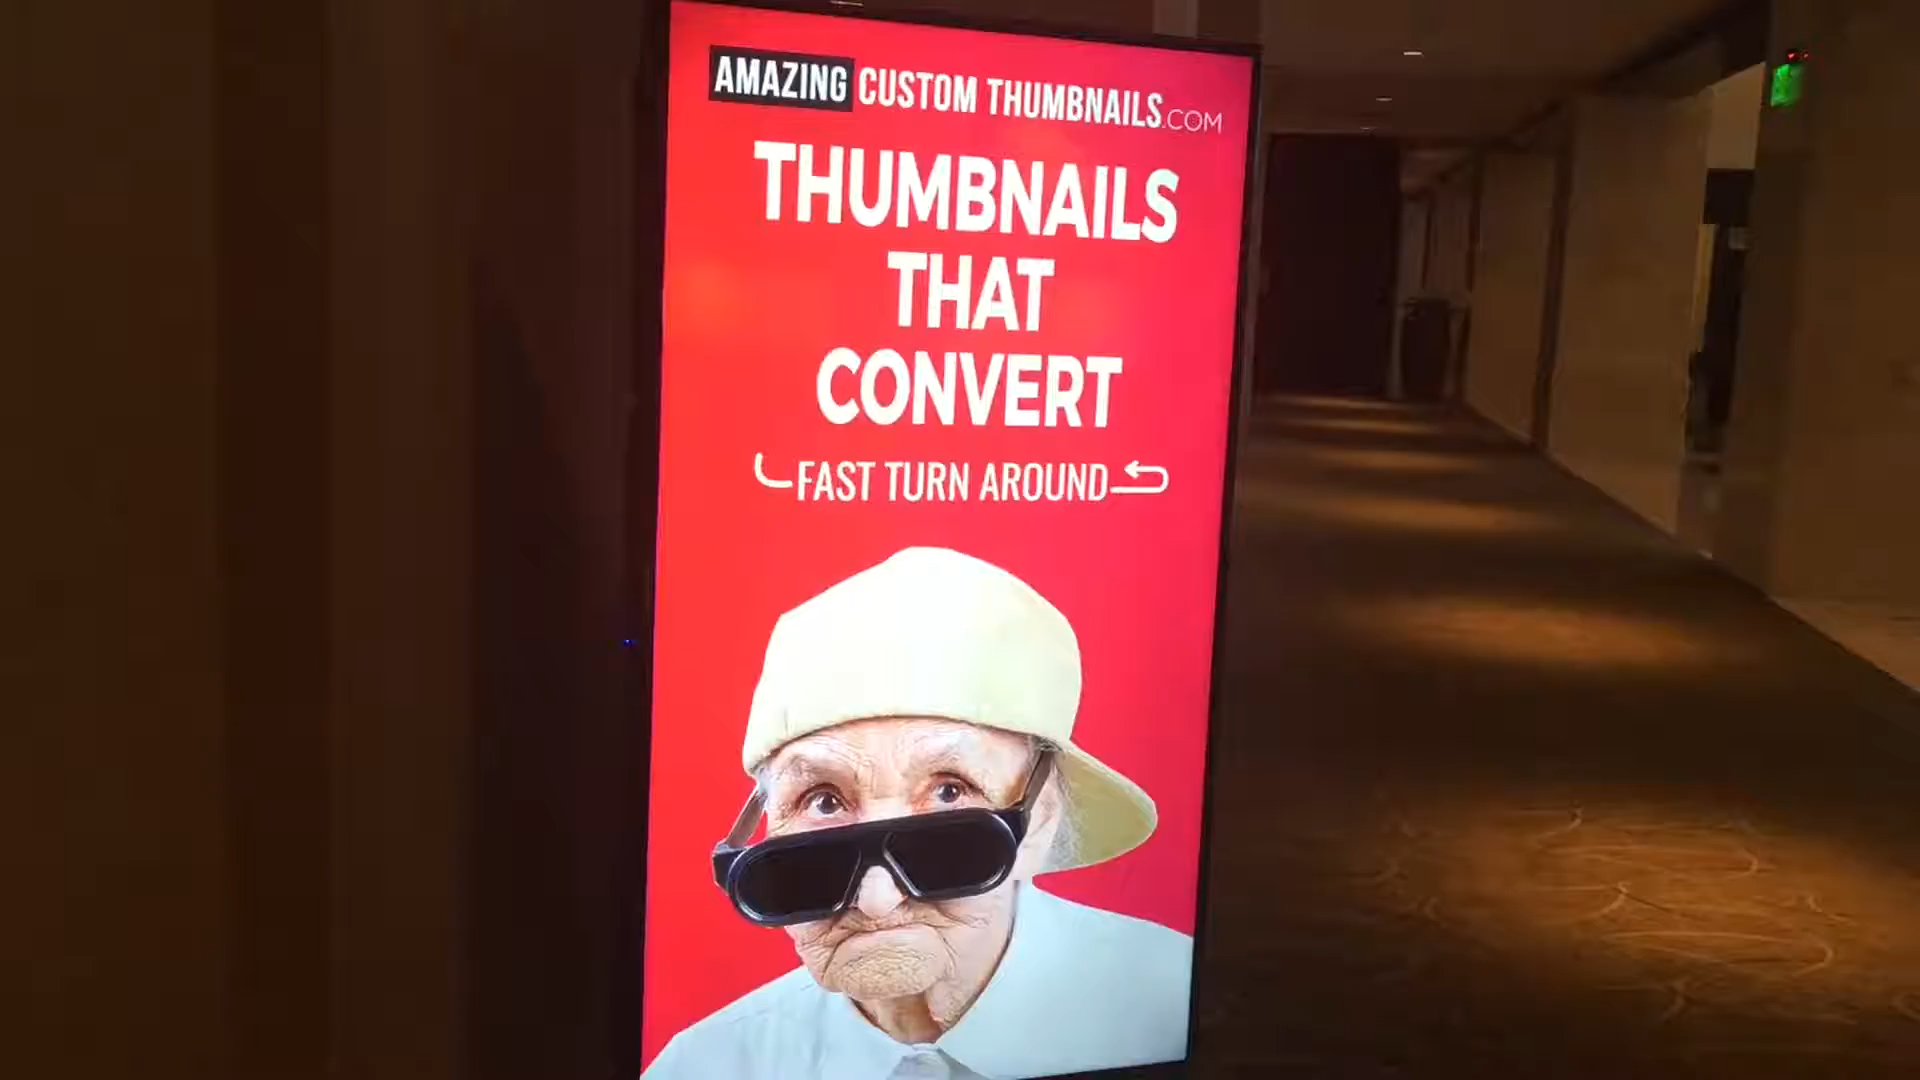 AMAZING CUSTOM THUMBNAILS.COM
THUMBNAILS
THAT
CONVERT
FAST TURN AROUND